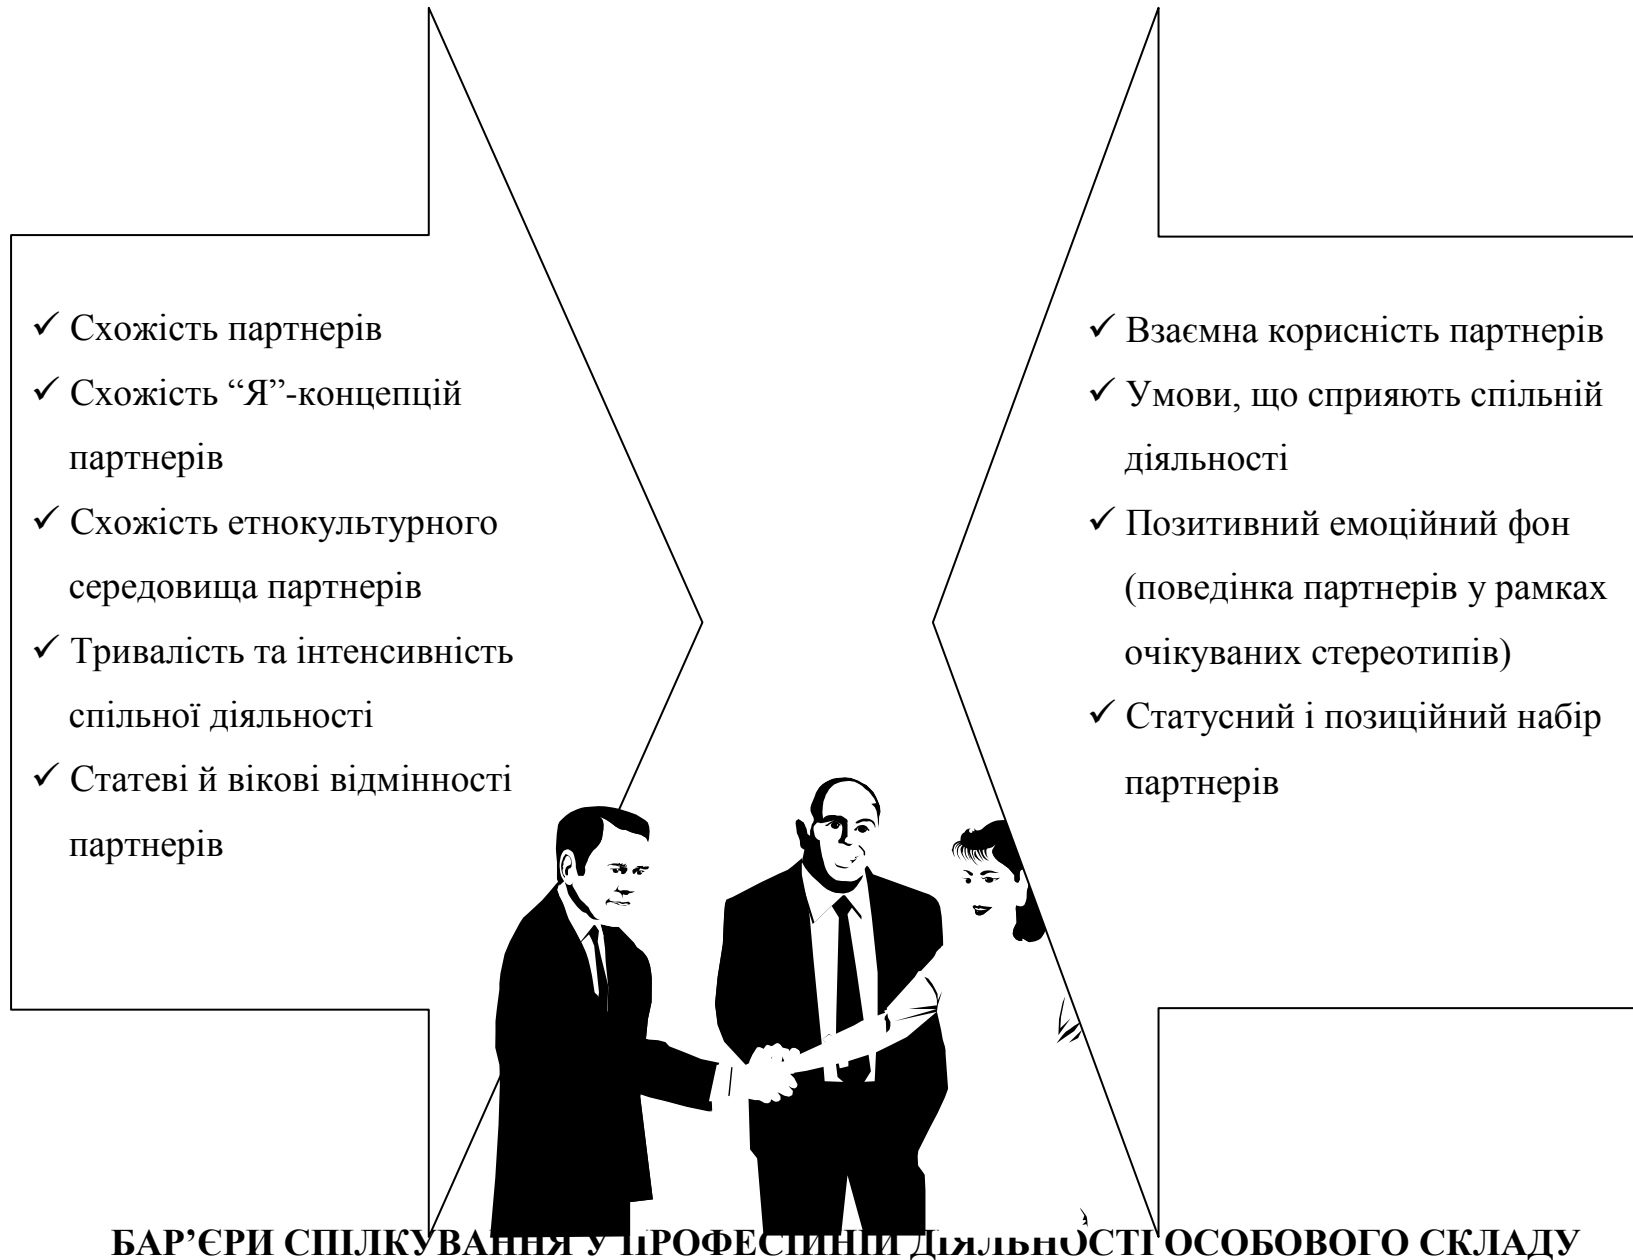 ✓ Схожість партнерів
✓ Схожість “Я”-концепцій
партнерів
✓ Схожість етнокультурного
середовища партнерів
✓ Тривалість та інтенсивність
спільної діяльності
✓ Статеві й вікові відмінності
партнерів
✓ Взаємна корисність партнерів
✓ Умови, що сприяють спільній
діяльності
✓ Позитивний емоційний фон
(поведінка партнерів у рамках
очікуваних стереотипів)
✓ Статусний і позиційний набір
партнерів
БАР’ЄРИ СПІЛКУВАННЯ У ПРОФЕСІЙНІЙ ДІЯЛЬНОСТІ ОСОБОВОГО СКЛАДУ